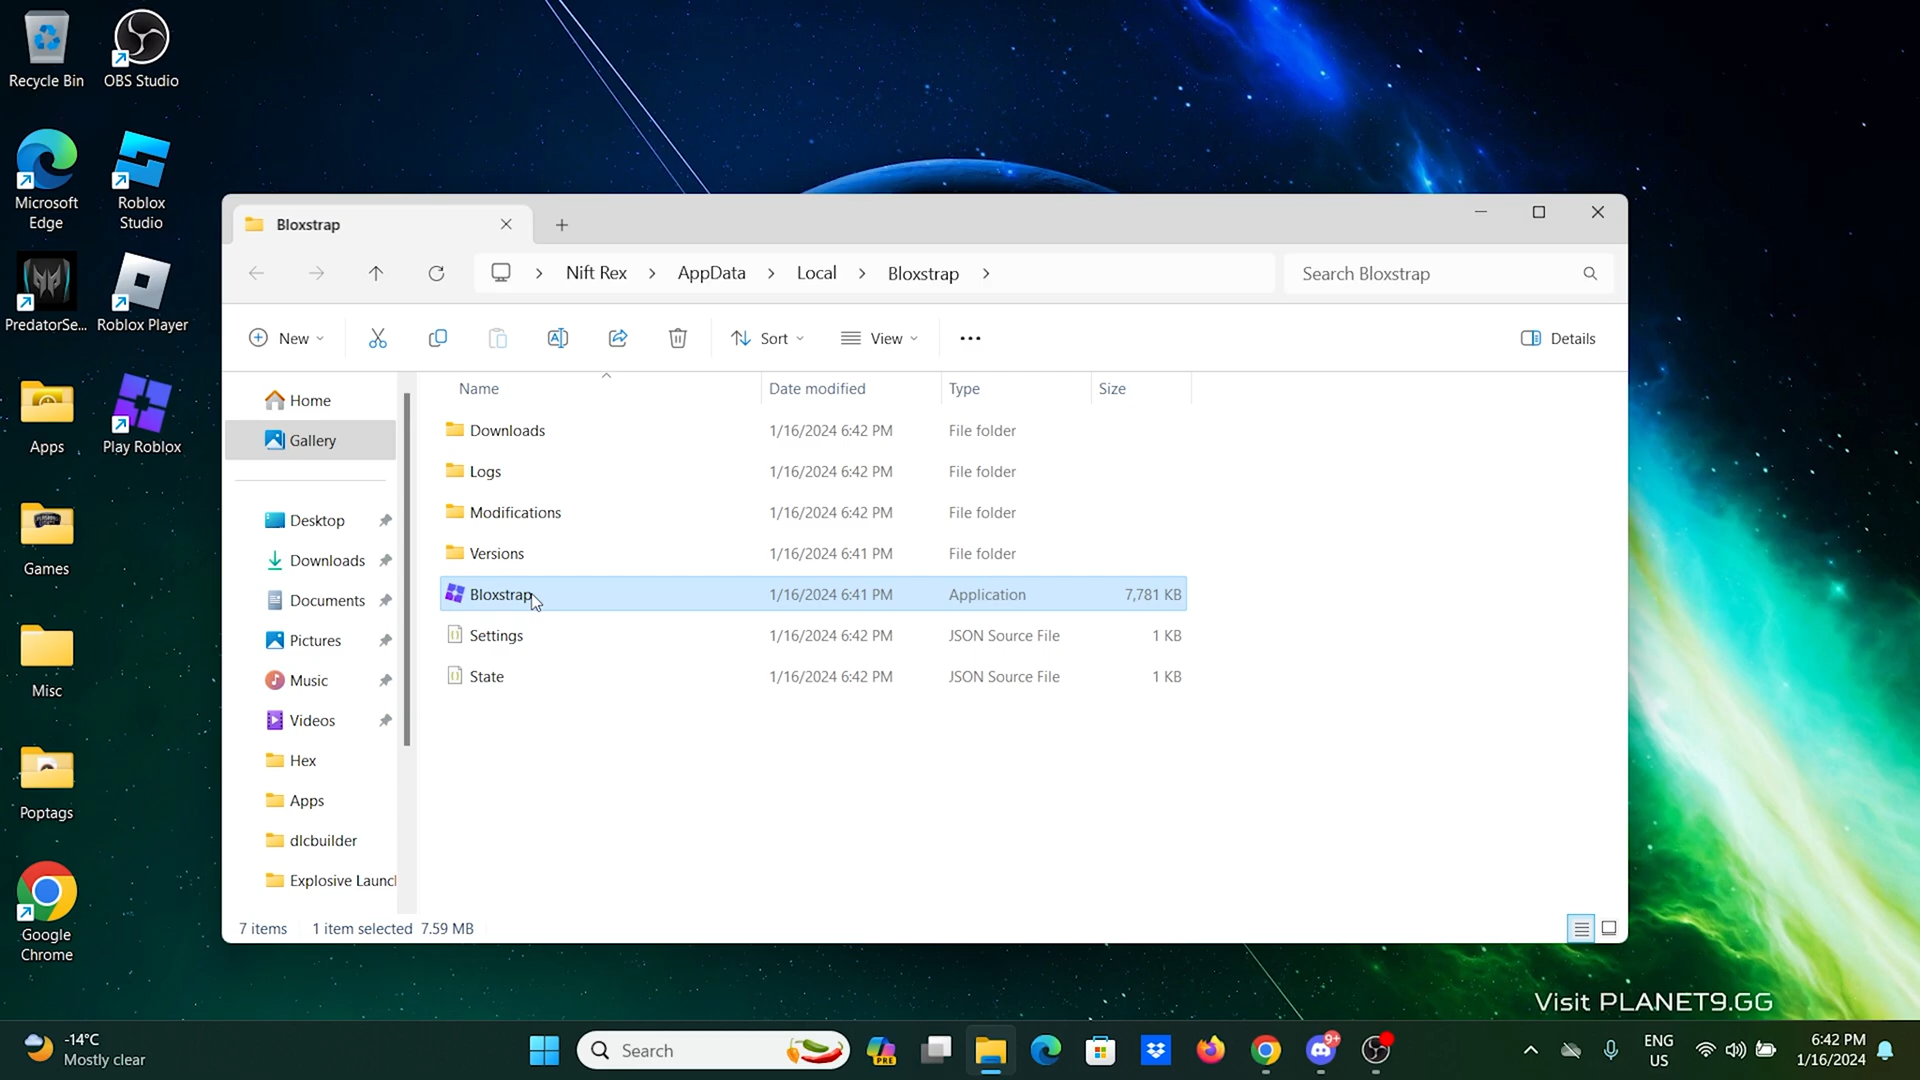 Recycle Bin
OBS Studio
Microsoft
Edge
Roblox
Studio
PredatorSe...
Roblox Player
Apps
Play Roblox
Games
Misc
Poptags
Google
Chrome
Bloxstrap
Nift Rex
AppData
Local
Bloxstrap
Search Bloxstrap
New
Sort
View
Details
Home
Gallery
Desktop
Downloads
Documents
Pictures
Music
Videos
Hex
Apps
dlcbuilder
Explosive Launcl
Name Date modified Type Size
Downloads 1/16/2024 6:42 PM File folder
Logs 1/16/2024 6:42 PM File folder
Modifications 1/16/2024 6:42 PM File folder
Versions 1/16/2024 6:41 PM File folder
Bloxstrap 1/16/2024 6:41 PM Application 7,781 KB
Settings 1/16/2024 6:42 PM JSON Source File 1 KB
State 1/16/2024 6:42 PM JSON Source File 1 KB
7 items 1 item selected 7.59 MB
Visit PLANET9.GG
-14°C
Mostly clear
Search
PRE
9+
ENG
US
6:42 PM
1/16/2024